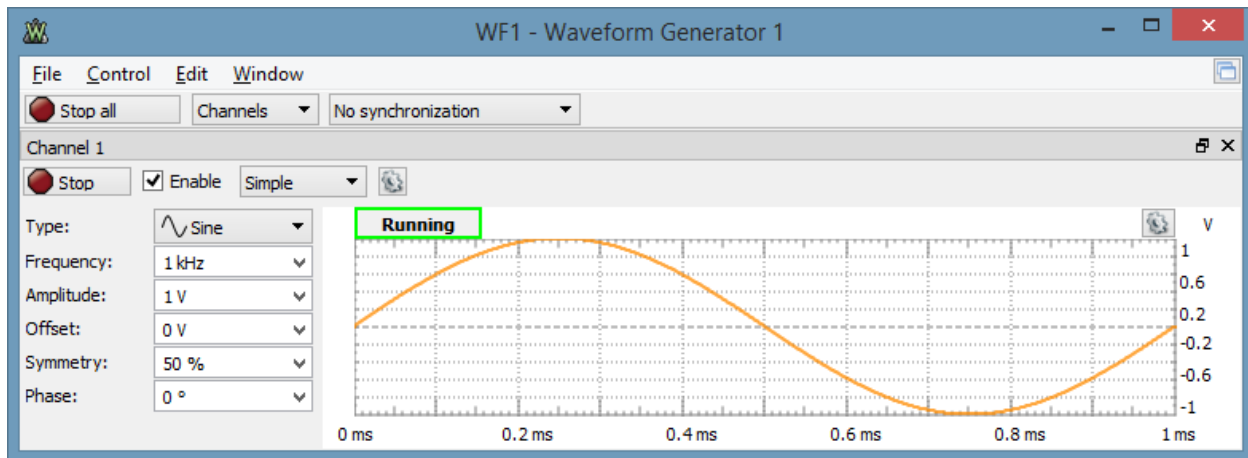 WF1 - Waveform Generator 1
File Control Edit Window
Stop all Channels No synchronization
Channel 1
Stop Enable Simple
Type: Sine
Frequency: 1 kHz
Amplitude: 1 V
Offset: 0 V
Symmetry: 50 %
Phase: 0 °
Running V
1
0.6
0.2
-0.2
-0.6
-1
0 ms 0.2 ms 0.4 ms 0.6 ms 0.8 ms 1 ms